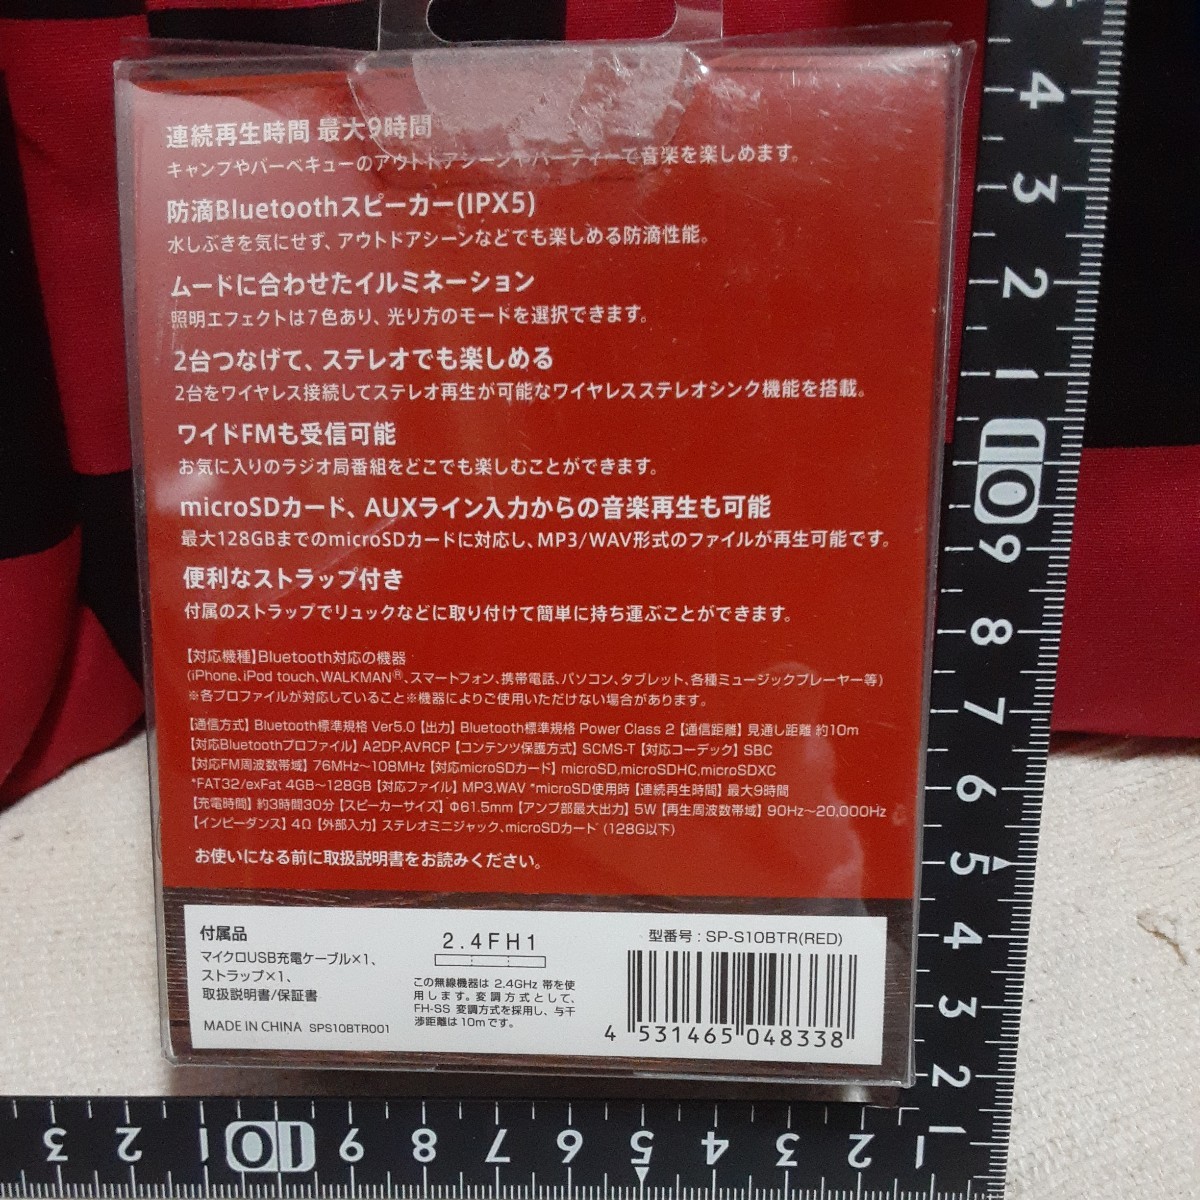 連続再生時間 最大9時間
キャンプやバーベキューのアウトドアシーンやパーティーで音楽を楽しめます。
防滴Bluetoothスピーカー(IPX5)
水しぶきを気にせず、アウトドアシーンなどでも楽しめる防滴性能。
ムードに合わせたイルミネーション
照明エフェクトは7色あり、光り方のモードを選択できます。
2台つなげて、ステレオでも楽しめる
2台をワイヤレス接続してステレオ再生が可能なワイヤレスステレオシンク機能を搭載。
ワイドFMも受信可能
お気に入りのラジオ局番組をどこでも楽しむことができます。
microSDカード、AUXライン入力からの音楽再生も可能
最大128GBまでのmicroSDカードに対応し、MP3/WAV形式のファイルが再生可能です。
便利なストラップ付き
付属のストラップでリュックなどに取り付けて簡単に持ち運ぶことができます。
【対応機種】Bluetooth対応の機器
(iPhone、iPod touch、WALKMAN®、スマートフォン、携帯電話、パソコン、タブレット、各種ミュージックプレーヤー等)
※各プロファイルが対応していること※機器によりご使用いただけない場合があります。
【通信方式】Bluetooth標準規格 Ver5.0【出力】Bluetooth標準規格 Power Class 2【通信距離】見通し距離 約10m
【対応Bluetoothプロファイル】A2DP,AVRCP【コンテンツ保護方式】SCMS-T【対応コーデック】SBC
【対応FM周波数帯域】76MHz～108MHz【対応microSDカード】microSD,microSDHC,microSDXC
*FAT32/exFat 4GB～128GB【対応ファイル】MP3,WAV *microSD使用時【連続再生時間】最大9時間
【充電時間】約3時間30分【スピーカーサイズ】Φ61.5mm【アンプ部最大出力】5W【再生周波数帯域】90Hz～20,000Hz
【インピーダンス】4Ω【外部入力】ステレオミニジャック、microSDカード(128G以下)
お使いになる前に取扱説明書をお読みください。
付属品
マイクロUSB充電ケーブル×1、
ストラップ×1、
取扱説明書/保証書
MADE IN CHINA SPS10BTR001
2.4FH1
この無線機器は 2.4GHz 帯を使
用します。変調方式として、
FH-SS 変調方式を採用し、与干
渉距離は10mです。
型番号 : SP-S10BTR(RED)
4 531465 048338
4
3
2
1
10
9
8
7
6
5
4
3
2
3 2 1 10 9 8 7 6 5 4 3 2 1